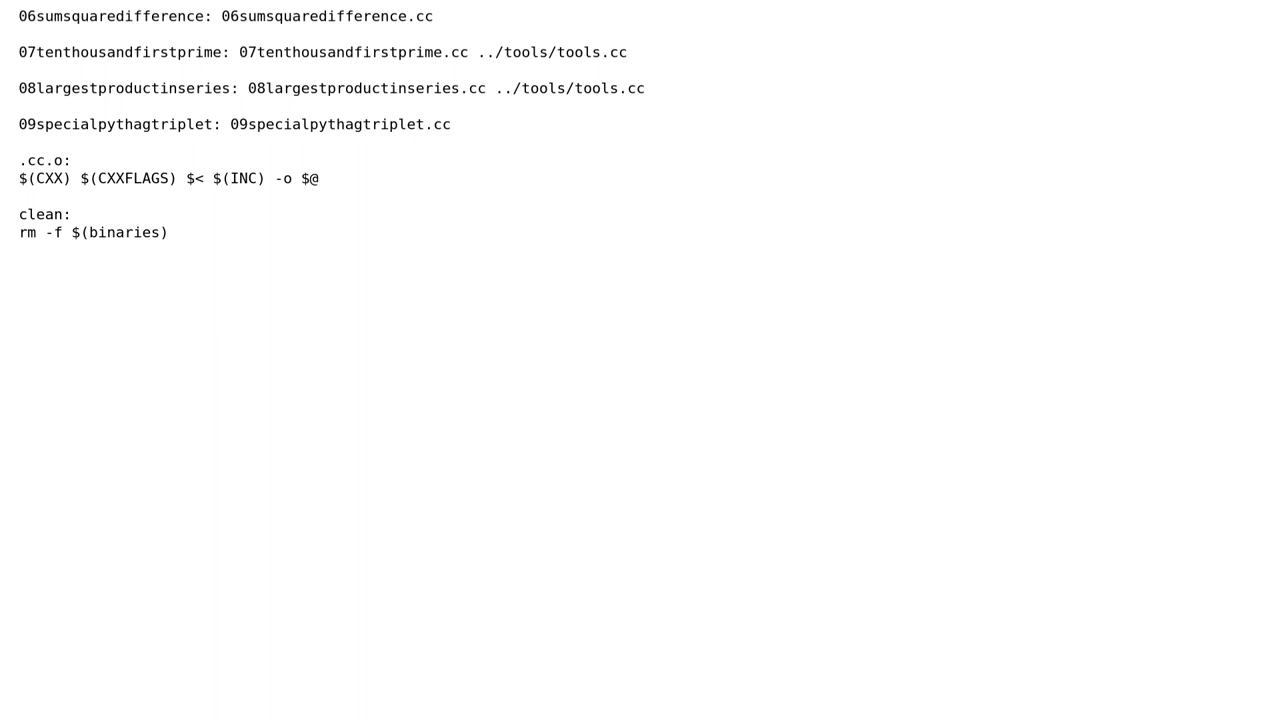 06sumsquaredifference: 06sumsquaredifference.cc
07tenthousandfirstprime: 07tenthousandfirstprime.cc ../tools/tools.cc
08largestproductinseries: 08largestproductinseries.cc ../tools/tools.cc
09specialpythagtriplet: 09specialpythagtriplet.cc
.cc.o:
$(CXX) $(CXXFLAGS) $< $(INC) -o $@
clean:
rm -f $(binaries)